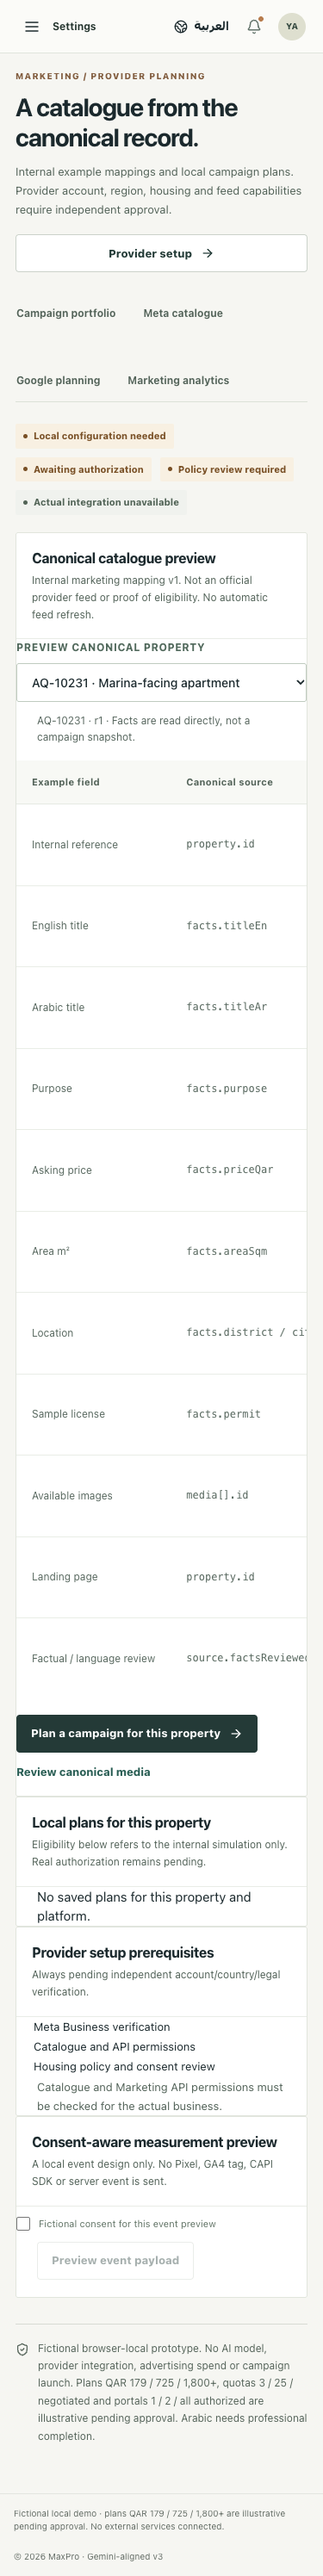 Settings
العربية
YA
MARKETING / PROVIDER PLANNING
A catalogue from the
canonical record.
Internal example mappings and local campaign plans.
Provider account, region, housing and feed capabilities
require independent approval.
Provider setup
Campaign portfolio
Meta catalogue
Google planning
Marketing analytics
Local configuration needed
Awaiting authorization
Policy review required
Actual integration unavailable
Canonical catalogue preview
Internal marketing mapping v1. Not an official
provider feed or proof of eligibility. No automatic
feed refresh.
PREVIEW CANONICAL PROPERTY
AQ-10231 · Marina-facing apartment
AQ-10231 · r1 · Facts are read directly, not a
campaign snapshot.
Example field Canonical source
Internal reference property.id
English title facts.titleEn
Arabic title facts.titleAr
Purpose facts.purpose
Asking price facts.priceQar
Area m² facts.areaSqm
Location facts.district / cit
Sample license facts.permit
Available images media[].id
Landing page property.id
Factual / language review source.factsReviewed
Plan a campaign for this property
Review canonical media
Local plans for this property
Eligibility below refers to the internal simulation only.
Real authorization remains pending.
No saved plans for this property and
platform.
Provider setup prerequisites
Always pending independent account/country/legal
verification.
Meta Business verification
Catalogue and API permissions
Housing policy and consent review
Catalogue and Marketing API permissions must
be checked for the actual business.
Consent-aware measurement preview
A local event design only. No Pixel, GA4 tag, CAPI
SDK or server event is sent.
Fictional consent for this event preview
Preview event payload
Fictional browser-local prototype. No AI model,
provider integration, advertising spend or campaign
launch. Plans QAR 179 / 725 / 1,800+, quotas 3 / 25 /
negotiated and portals 1 / 2 / all authorized are
illustrative pending approval. Arabic needs professional
completion.
Fictional local demo · plans QAR 179 / 725 / 1,800+ are illustrative
pending approval. No external services connected.
© 2026 MaxPro · Gemini-aligned v3